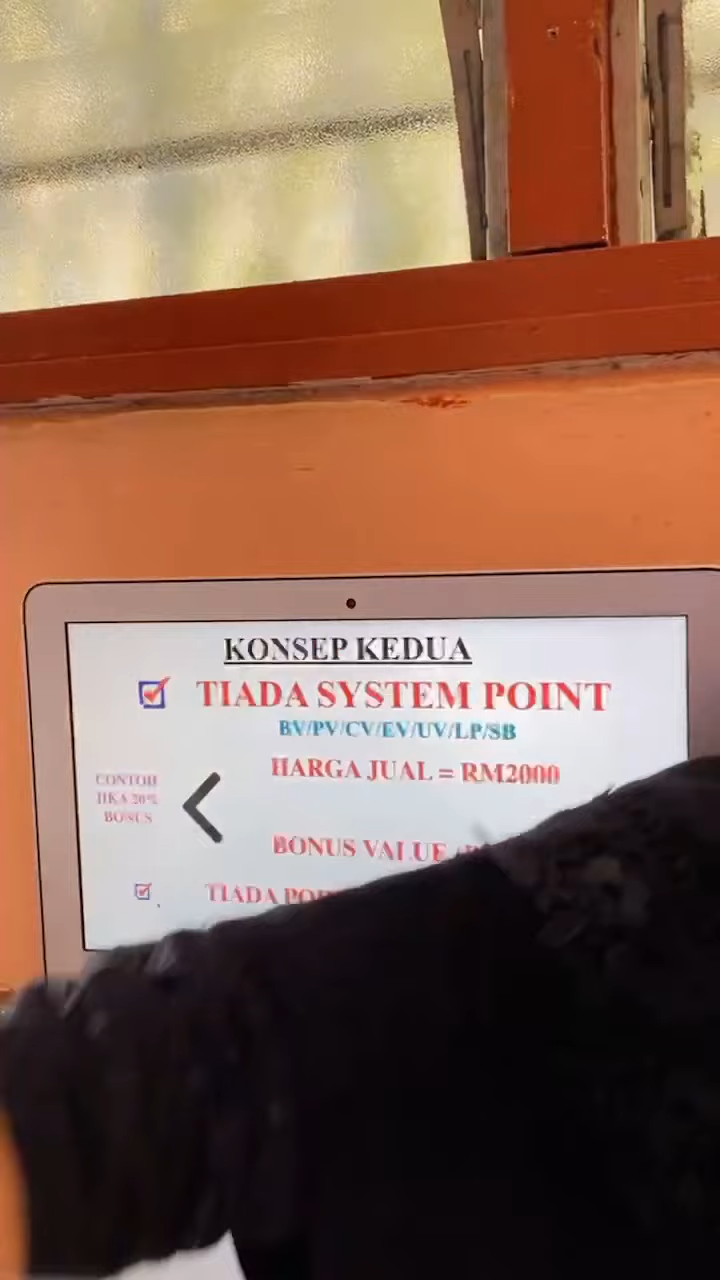 KONSEP KEDUA
TIADA SYSTEM POINT
BV/PV/CV/EV/UV/LP/SB
HARGA JUAL = RM2000
CONTOH
JIKA 20%
BONUS
BONUS VALUE
TIADA